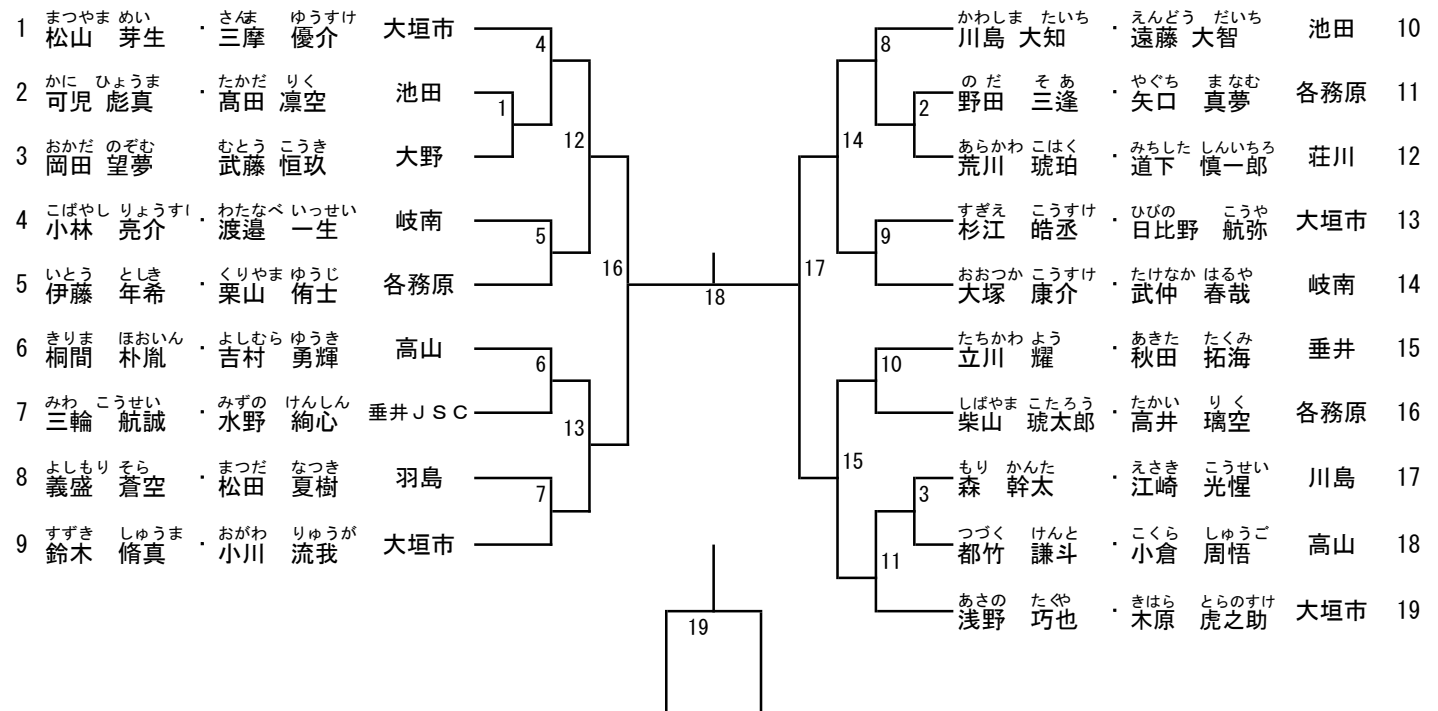 まつやま めい さんま ゆうすけ
1 松山 芽生 ・ 三摩 優介 大垣市
かに ひょうま たかだ りく
2 可児 彪真 ・ 髙田 凛空 池田
おかだ のぞむ むとう こうき
3 岡田 望夢 武藤 恒玖 大野
こばやし りょうすけ わたなべ いっせい
4 小林 亮介 ・ 渡邉 一生 岐南
いとう としき くりやま ゆうじ
5 伊藤 年希 ・ 栗山 侑士 各務原
きりま ほおいん よしむら ゆうき
6 桐間 朴胤 ・ 吉村 勇輝 高山
みわ こうせい みずの けんしん
7 三輪 航誠 ・ 水野 絢心 垂井JSC
よしもり そら まつだ なつき
8 義盛 蒼空 ・ 松田 夏樹 羽島
すずき しゅうま おがわ りゅうが
9 鈴木 脩真 ・ 小川 流我 大垣市
4
1
12
5
16
6
13
7
18
19
8
2
14
9
17
10
15
3
11
かわしま たいち えんどう だいち
川島 大知 ・ 遠藤 大智 池田 10
のだ そあ やぐち まなむ
野田 三逢 ・ 矢口 真夢 各務原 11
あらかわ こはく みちした しんいちろ
荒川 琥珀 ・ 道下 慎一郎 荘川 12
すぎえ こうすけ ひびの こうや
杉江 皓丞 ・ 日比野 航弥 大垣市 13
おおつか こうすけ たけなか はるや
大塚 康介 ・ 武仲 春哉 岐南 14
たちかわ よう あきた たくみ
立川 耀 ・ 秋田 拓海 垂井 15
しばやま こたろう たかい りく
柴山 琥太郎 ・ 高井 璃空 各務原 16
もり かんた えさき こうせい
森 幹太 ・ 江崎 光惺 川島 17
つづく けんと こくら しゅうご
都竹 謙斗 ・ 小倉 周悟 高山 18
あさの たくや きはら とらのすけ
浅野 巧也 ・ 木原 虎之助 大垣市 19